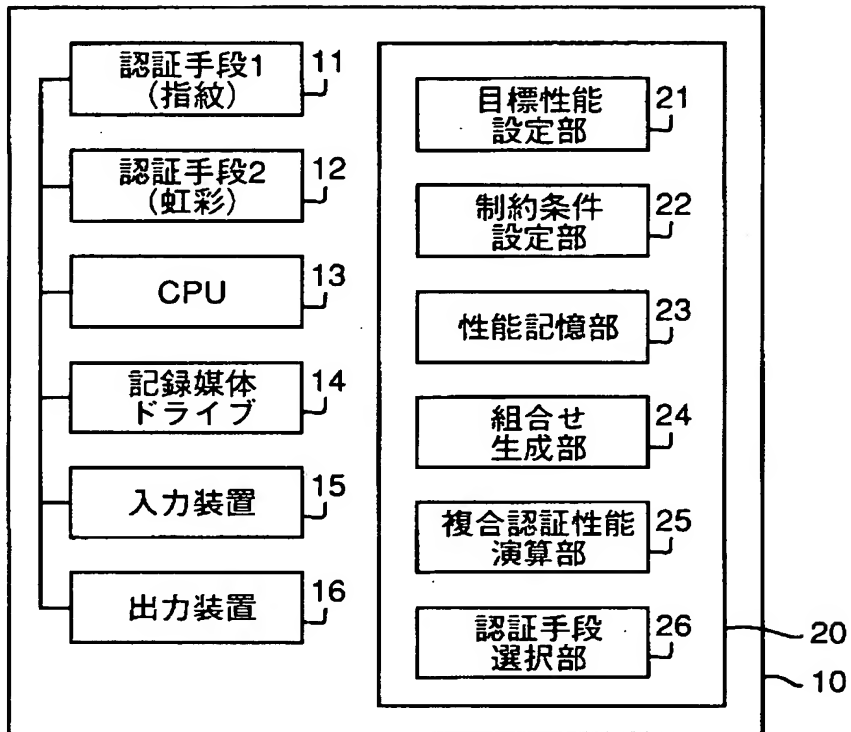 認証手段1
(指紋)
11
認証手段2
(虹彩)
12
CPU
13
記録媒体
ドライブ
14
入力装置
15
出力装置
16
目標性能
設定部
21
制約条件
設定部
22
性能記憶部
23
組合せ
生成部
24
複合認証性能
演算部
25
認証手段
選択部
26
20
10